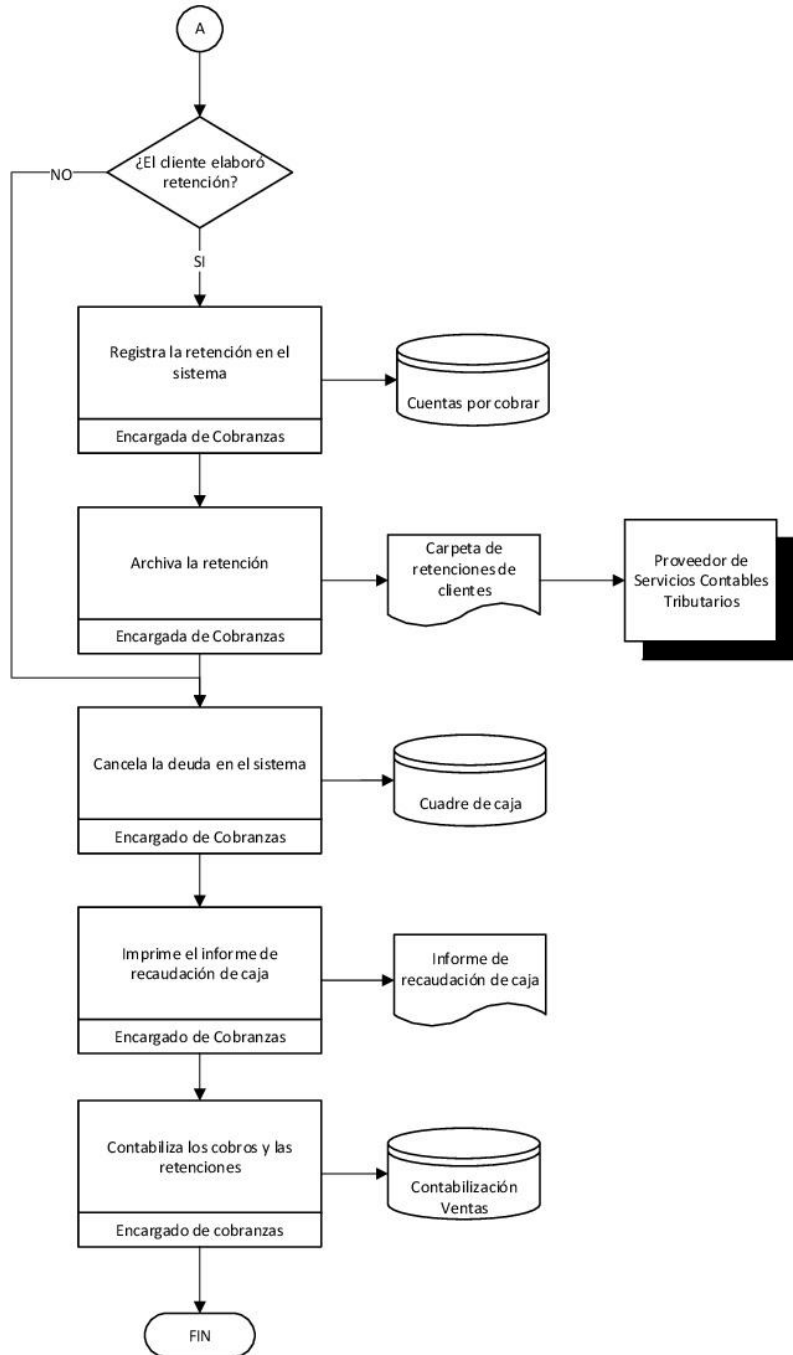 A
¿El cliente elaboró
retención?
NO
SI
Registra la retención en el
sistema
Encargada de Cobranzas
Cuentas por cobrar
Archiva la retención
Encargada de Cobranzas
Carpeta de
retenciones de
clientes
Proveedor de
Servicios Contables
Tributarios
Cancela la deuda en el sistema
Encargado de Cobranzas
Cuadre de caja
Imprime el informe de
recaudación de caja
Encargado de Cobranzas
Informe de
recaudación de caja
Contabiliza los cobros y las
retenciones
Encargado de cobranzas
Contabilización
Ventas
FIN